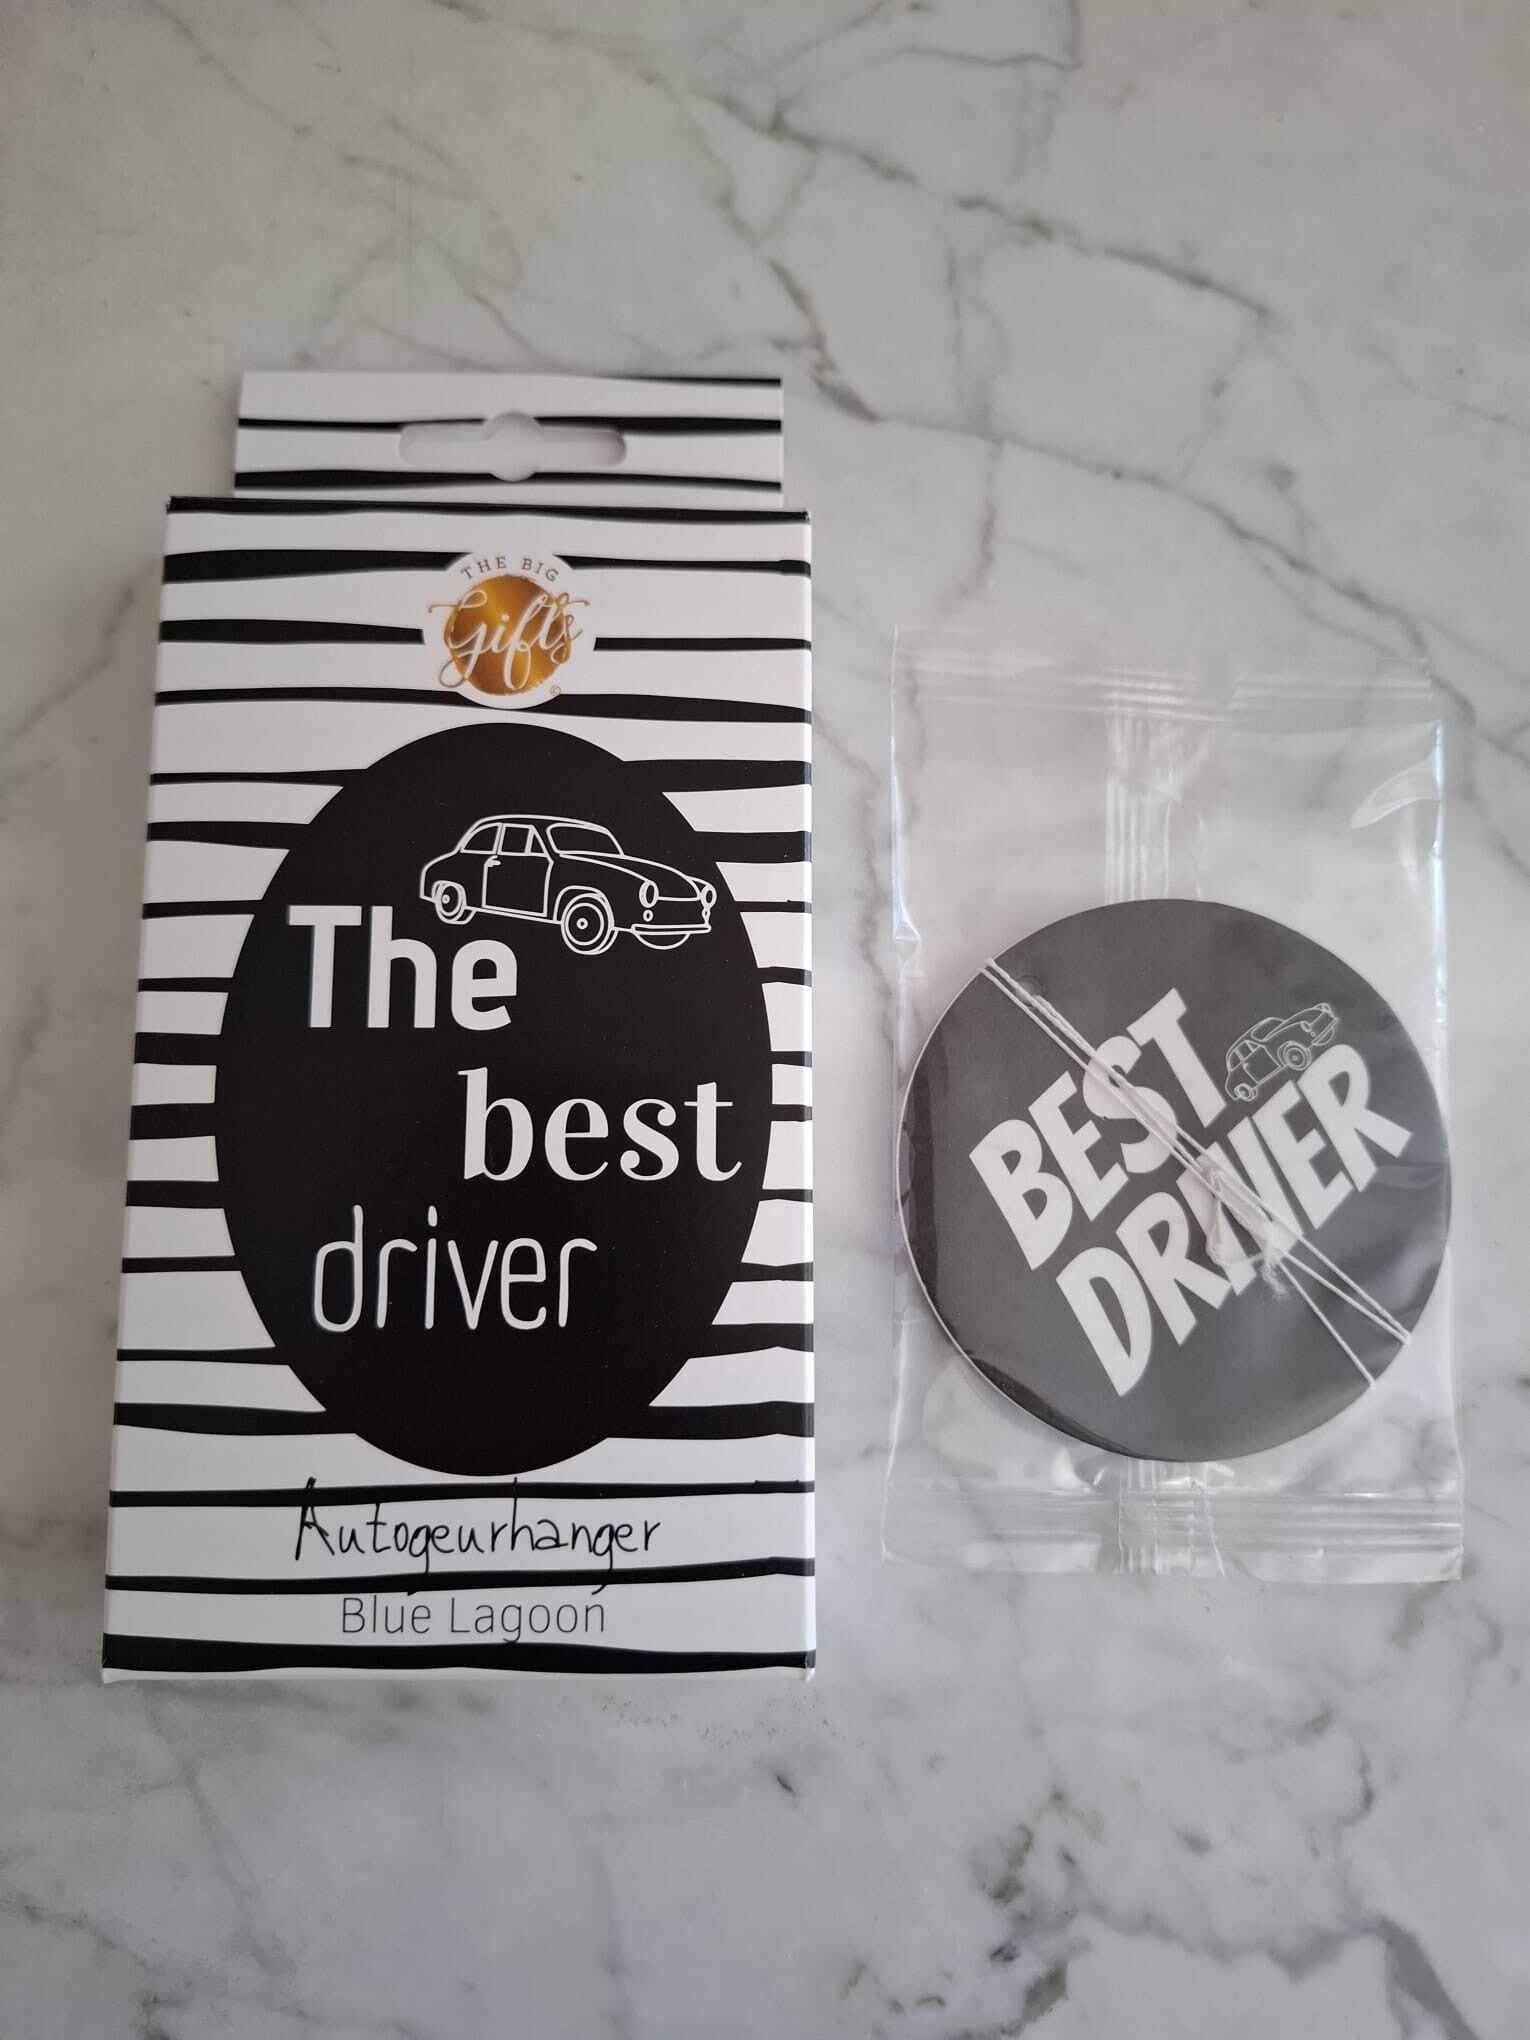 THE BIG
Gifts
©
The
best
driver
Autogeurhanger
Blue Lagoon
BEST
DRIVER